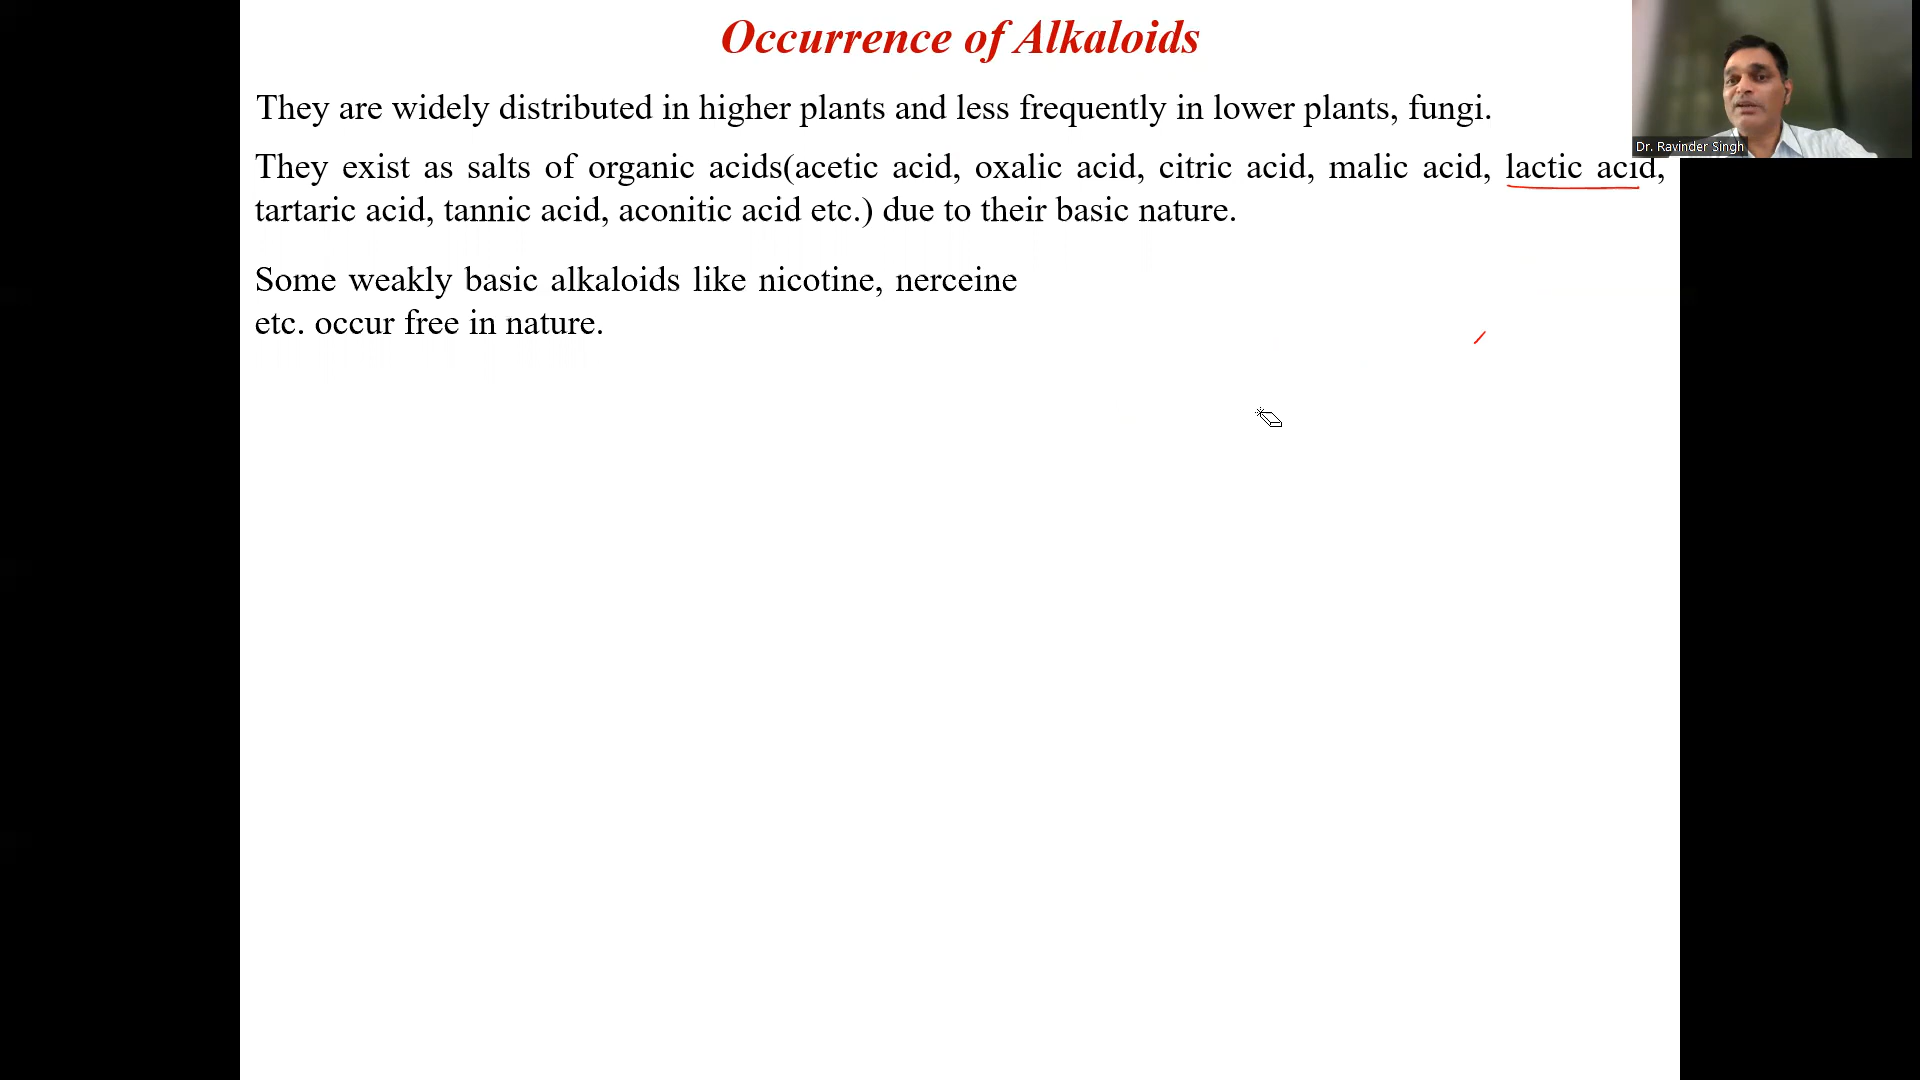 Occurrence of Alkaloids
They are widely distributed in higher plants and less frequently in lower plants, fungi.
Dr. Ravinder Singh
They exist as salts of organic acids(acetic acid, oxalic acid, citric acid, malic acid, lactic acid,
tartaric acid, tannic acid, aconitic acid etc.) due to their basic nature.
Some weakly basic alkaloids like nicotine, nerceine
etc. occur free in nature.